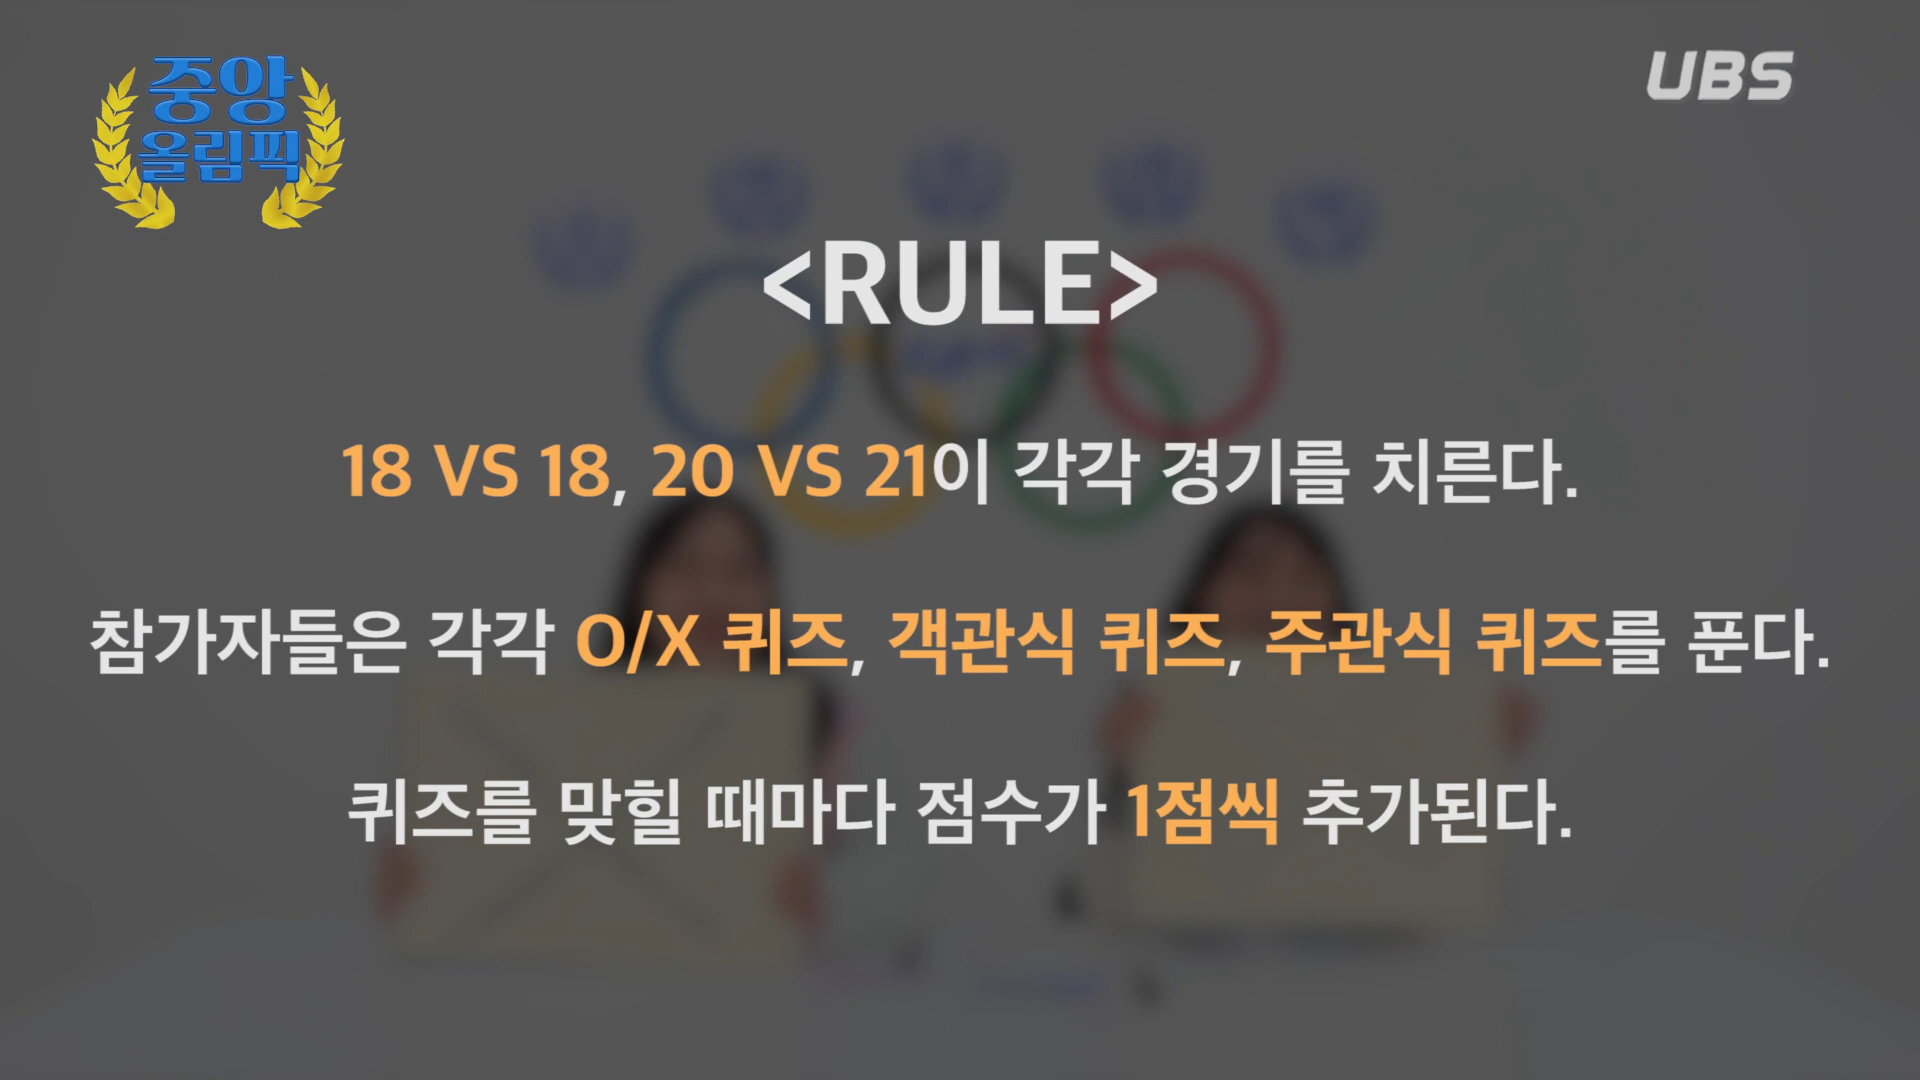 중앙
올림픽
UBS
<RULE>
18 VS 18, 20 VS 21이 각각 경기를 치른다.
참가자들은 각각 O/X 퀴즈, 객관식 퀴즈, 주관식 퀴즈를 푼다.
퀴즈를 맞힐 때마다 점수가 1점씩 추가된다.